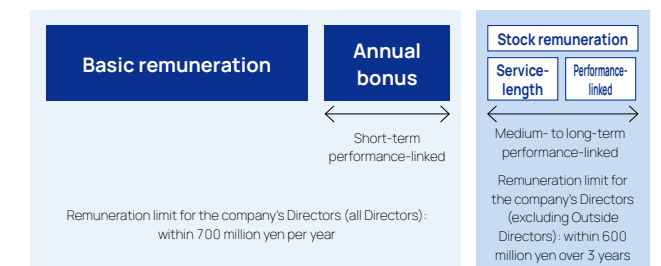 Basic remuneration
Annual
bonus
Short-term
performance-linked
Remuneration limit for the company's Directors (all Directors):
within 700 million yen per year
Stock remuneration
Service-
length
Performance-
linked
Medium- to long-term
performance-linked
Remuneration limit for
the company's Directors
(excluding Outside
Directors): within 600
million yen over 3 years